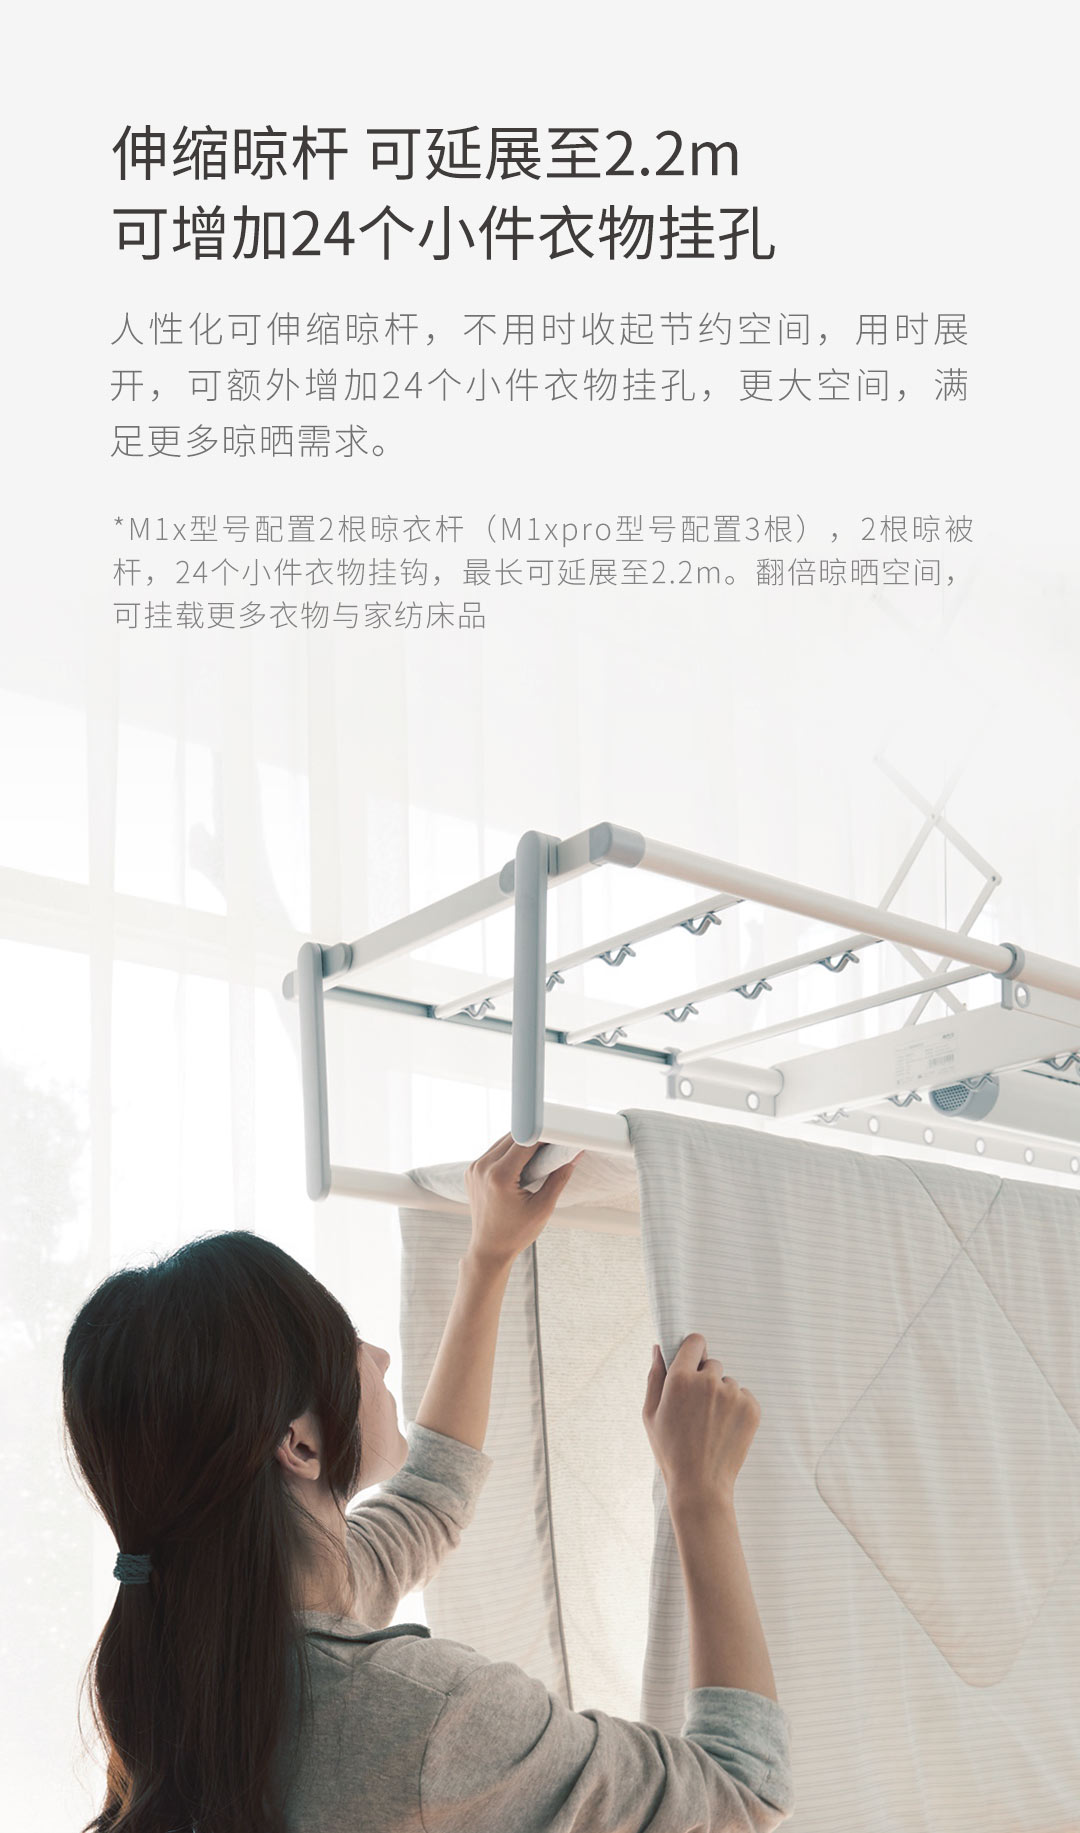 伸缩晾杆 可延展至2.2m
可增加24个小件衣物挂孔
人性化可伸缩晾杆，不用时收起节约空间，用时展
开，可额外增加24个小件衣物挂孔，更大空间，满
足更多晾晒需求。
*M1x型号配置2根晾衣杆（M1xpro型号配置3根），2根晾被
杆，24个小件衣物挂钩，最长可延展至2.2m。翻倍晾晒空间，
可挂载更多衣物与家纺床品